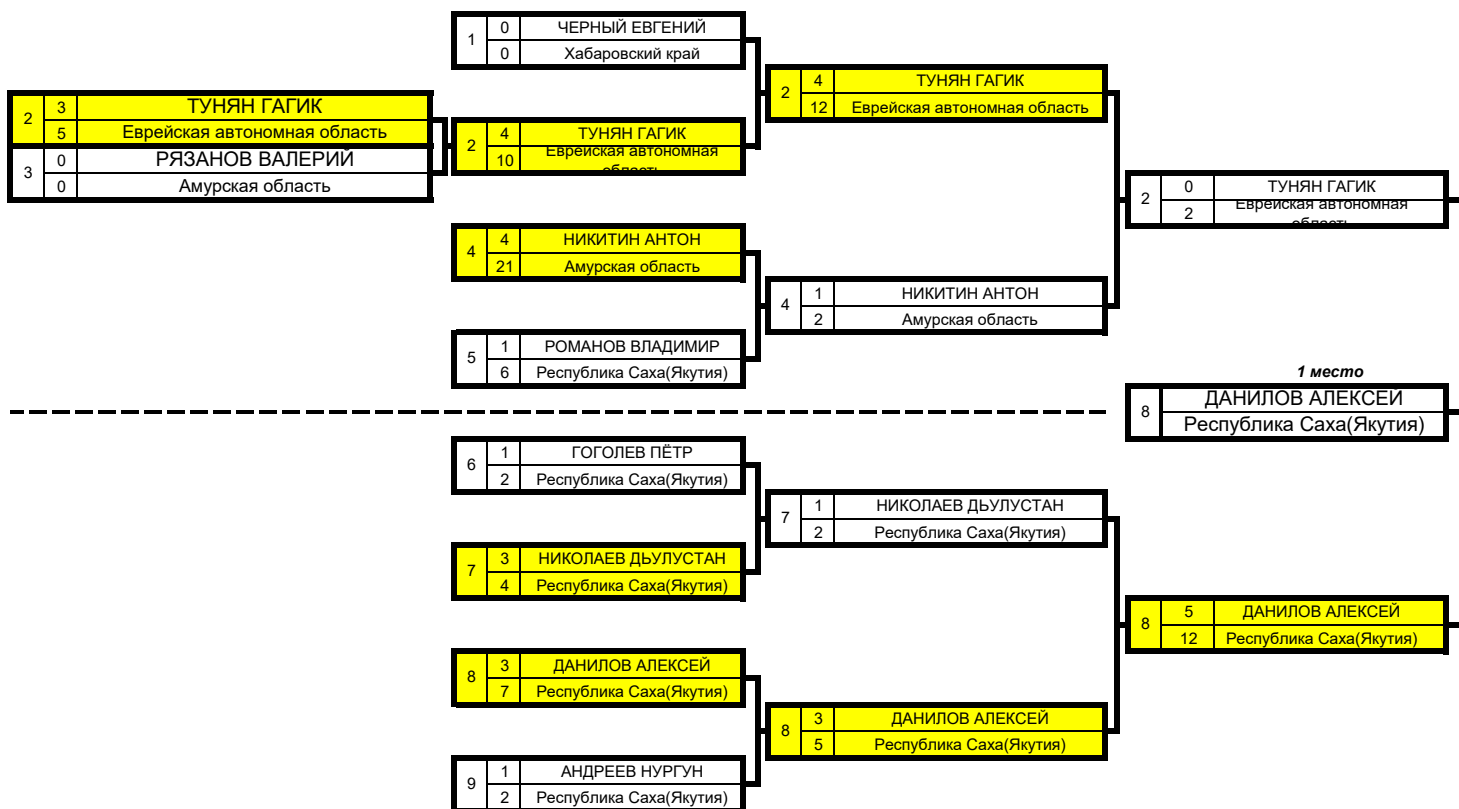 1
0
ЧЕРНЫЙ ЕВГЕНИЙ
0
Хабаровский край
2
4
ТУНЯН ГАГИК
12
Еврейская автономная область
2
3
ТУНЯН ГАГИК
5
Еврейская автономная область
3
0
РЯЗАНОВ ВАЛЕРИЙ
0
Амурская область
2
4
ТУНЯН ГАГИК
10
Еврейская автономная
область
2
0
ТУНЯН ГАГИК
2
Еврейская автономная
область
4
4
НИКИТИН АНТОН
21
Амурская область
4
1
НИКИТИН АНТОН
2
Амурская область
5
1
РОМАНОВ ВЛАДИМИР
6
Республика Саха(Якутия)
1 место
8
ДАНИЛОВ АЛЕКСЕЙ
Республика Саха(Якутия)
6
1
ГОГОЛЕВ ПЁТР
2
Республика Саха(Якутия)
7
1
НИКОЛАЕВ ДЬУЛУСТАН
2
Республика Саха(Якутия)
7
3
НИКОЛАЕВ ДЬУЛУСТАН
4
Республика Саха(Якутия)
8
5
ДАНИЛОВ АЛЕКСЕЙ
12
Республика Саха(Якутия)
8
3
ДАНИЛОВ АЛЕКСЕЙ
7
Республика Саха(Якутия)
8
3
ДАНИЛОВ АЛЕКСЕЙ
5
Республика Саха(Якутия)
9
1
АНДРЕЕВ НУРГУН
2
Республика Саха(Якутия)